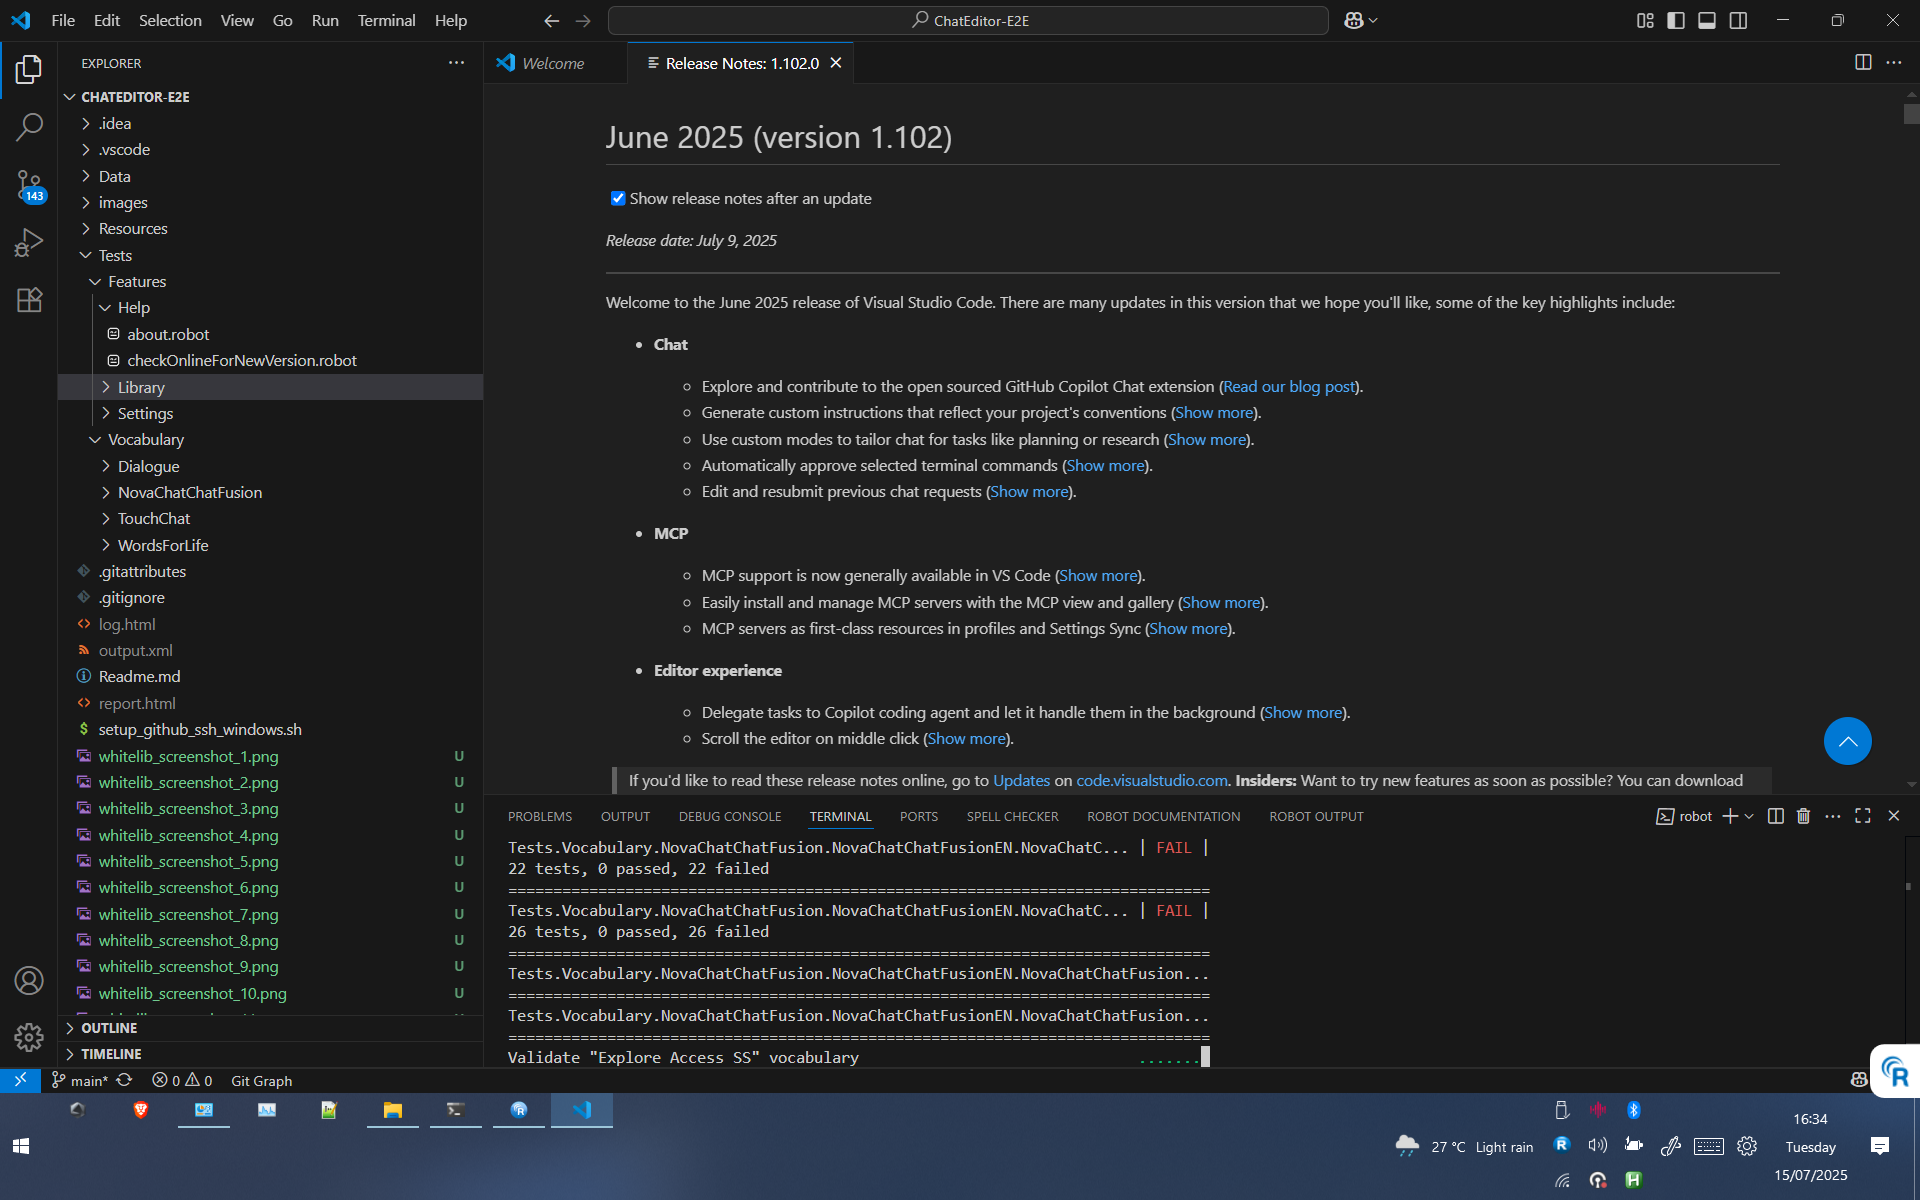 File Edit Selection View Go Run Terminal Help
ChatEditor-E2E
EXPLORER
Welcome
Release Notes: 1.102.0
CHATEDITOR-E2E
.idea
.vscode
Data
images
Resources
Tests
Features
Help
about.robot
checkOnlineForNewVersion.robot
Library
Settings
Vocabulary
Dialogue
NovaChatChatFusion
TouchChat
WordsForLife
.gitattributes
.gitignore
log.html
output.xml
Readme.md
report.html
setup_github_ssh_windows.sh
whitelib_screenshot_1.png U
whitelib_screenshot_2.png U
whitelib_screenshot_3.png U
whitelib_screenshot_4.png U
whitelib_screenshot_5.png U
whitelib_screenshot_6.png U
whitelib_screenshot_7.png U
whitelib_screenshot_8.png U
whitelib_screenshot_9.png U
whitelib_screenshot_10.png U
OUTLINE
TIMELINE
143
June 2025 (version 1.102)
Show release notes after an update
Release date: July 9, 2025
Welcome to the June 2025 release of Visual Studio Code. There are many updates in this version that we hope you'll like, some of the key highlights include:
• Chat
Explore and contribute to the open sourced GitHub Copilot Chat extension (Read our blog post).
Generate custom instructions that reflect your project's conventions (Show more).
Use custom modes to tailor chat for tasks like planning or research (Show more).
Automatically approve selected terminal commands (Show more).
Edit and resubmit previous chat requests (Show more).
• MCP
MCP support is now generally available in VS Code (Show more).
Easily install and manage MCP servers with the MCP view and gallery (Show more).
MCP servers as first-class resources in profiles and Settings Sync (Show more).
• Editor experience
Delegate tasks to Copilot coding agent and let it handle them in the background (Show more).
Scroll the editor on middle click (Show more).
If you'd like to read these release notes online, go to Updates on code.visualstudio.com. Insiders: Want to try new features as soon as possible? You can download
PROBLEMS OUTPUT DEBUG CONSOLE TERMINAL PORTS SPELL CHECKER ROBOT DOCUMENTATION ROBOT OUTPUT
robot
Tests.Vocabulary.NovaChatChatFusion.NovaChatChatFusionEN.NovaChatC... | FAIL |
22 tests, 0 passed, 22 failed
==============================================================================
Tests.Vocabulary.NovaChatChatFusion.NovaChatChatFusionEN.NovaChatC... | FAIL |
26 tests, 0 passed, 26 failed
==============================================================================
Tests.Vocabulary.NovaChatChatFusion.NovaChatChatFusionEN.NovaChatChatFusion...
==============================================================================
Tests.Vocabulary.NovaChatChatFusion.NovaChatChatFusionEN.NovaChatChatFusion...
==============================================================================
Validate "Explore Access SS" vocabulary .......
main* 0 0 Git Graph
R
27 °C Light rain
16:34
Tuesday
15/07/2025